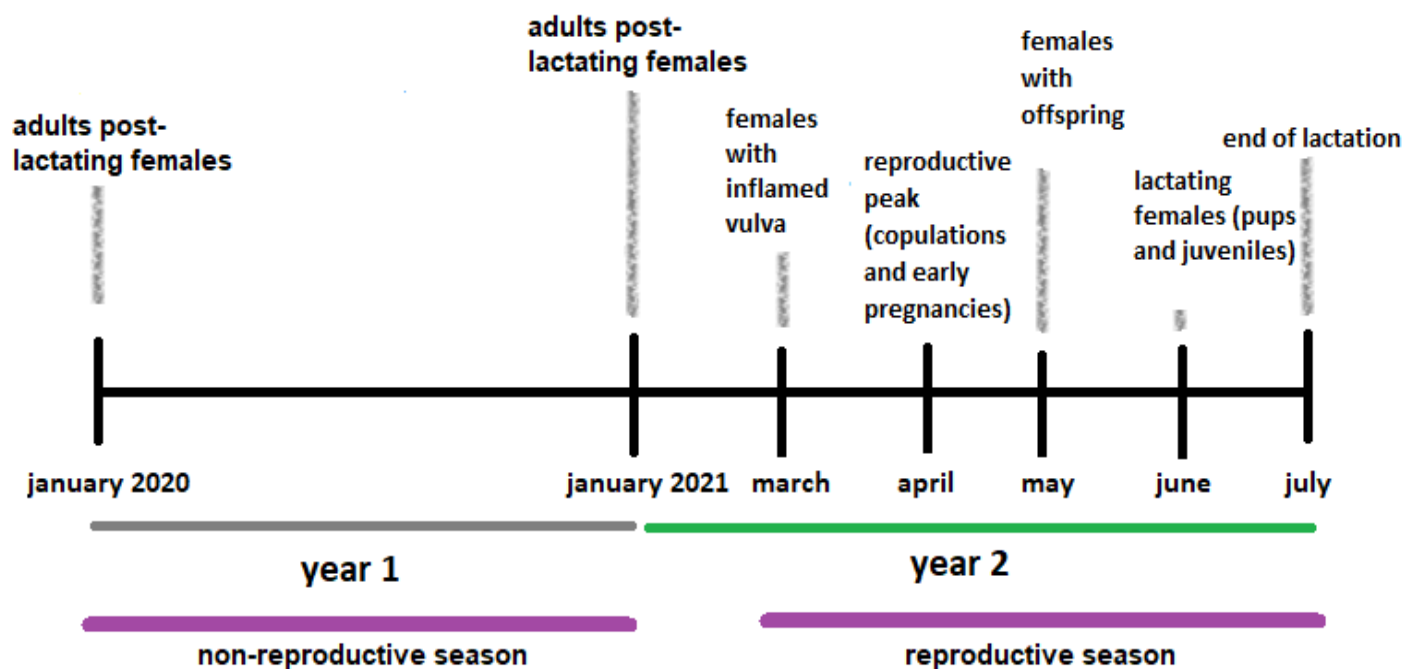 adults post-
lactating females
adults post-
lactating females
females
with
inflamed
vulva
reproductive
peak
(copulations
and early
pregnancies)
females
with
offspring
lactating
females (pups
and juveniles)
end of lactation
january 2020
january 2021
march
april
may
june
july
year 1
year 2
non-reproductive season
reproductive season